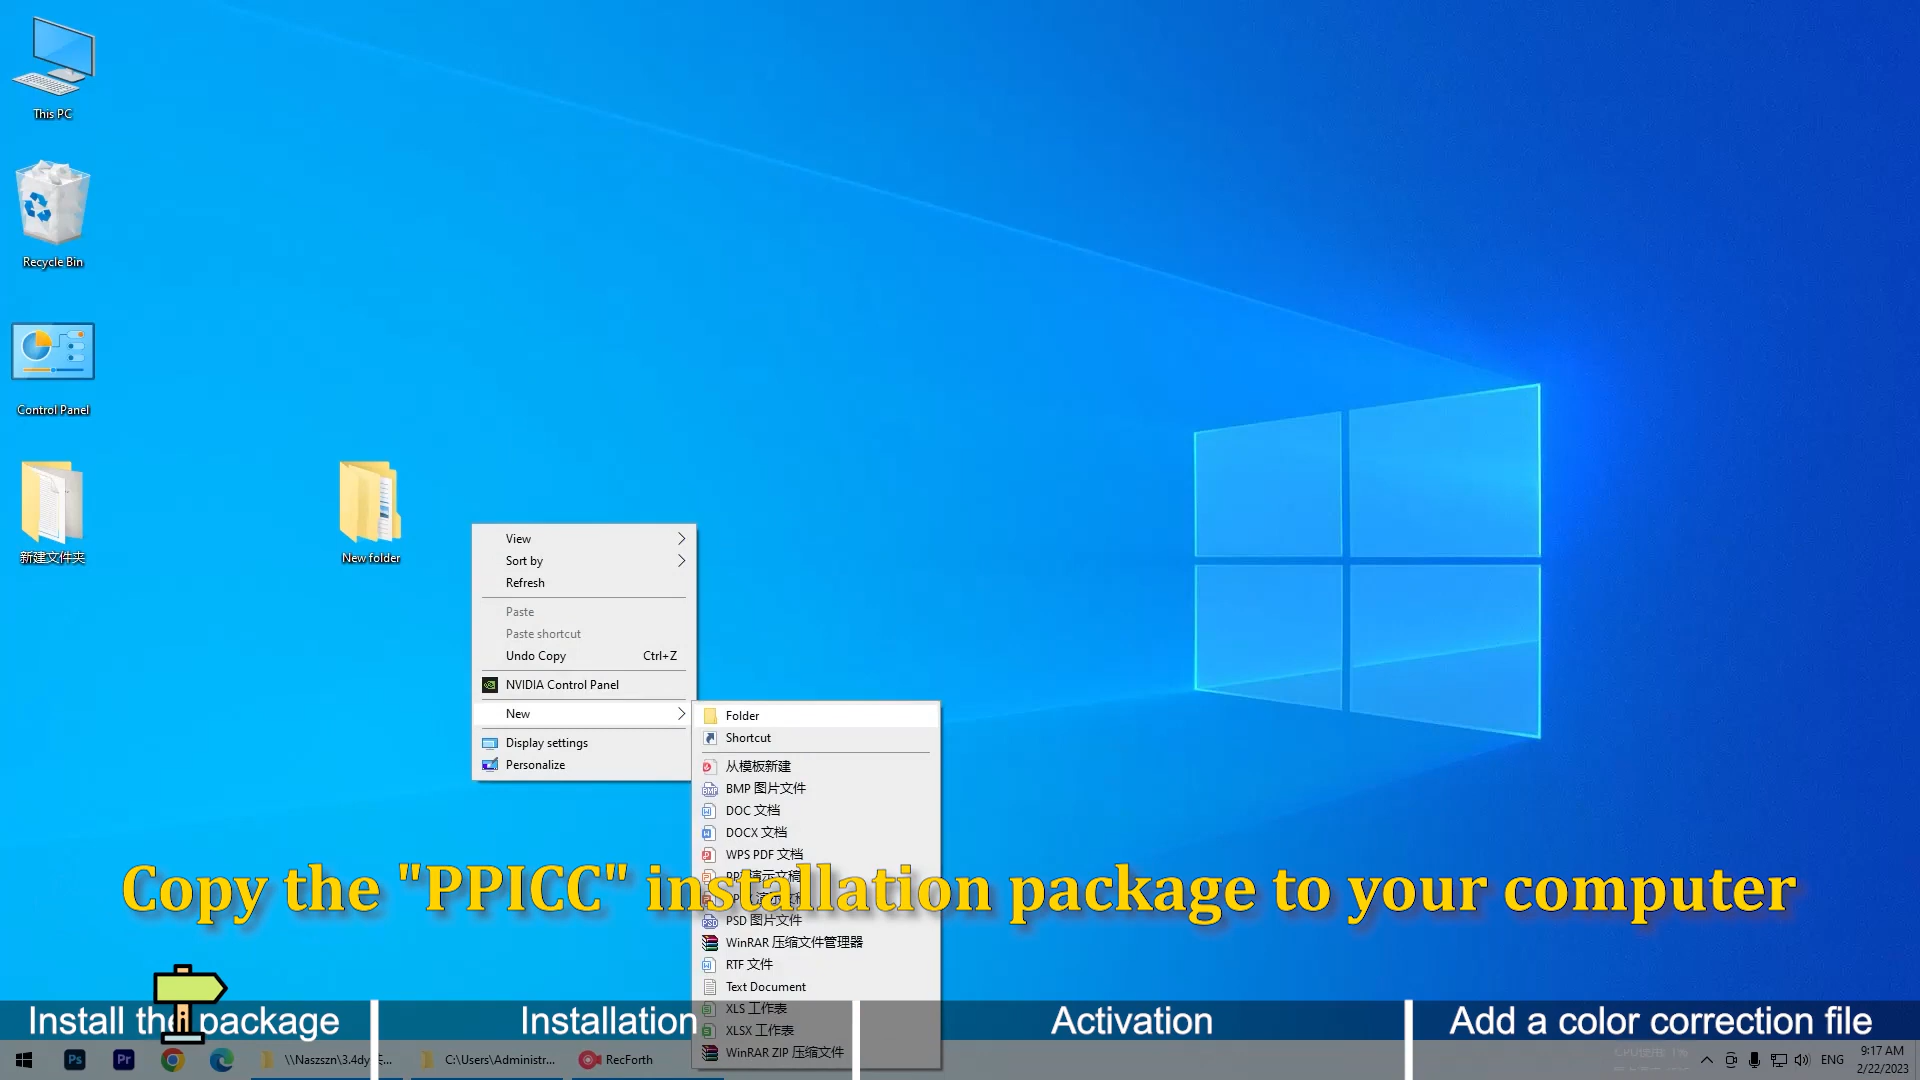 This PC
Recycle Bin
Control Panel
新建文件夹
New folder
View
Sort by
Refresh
Paste
Paste shortcut
Undo Copy Ctrl+Z
NVIDIA Control Panel
New
Display settings
Personalize
Folder
Shortcut
从模板新建
BMP 图片文件
DOC 文档
DOCX 文档
WPS PDF 文档
Copy the "PPICC" installation package to your computer
PSD 图片文件
WinRAR 压缩文件管理器
RTF 文件
Text Document
XLS 工作表
XLSX 工作表
WinRAR ZIP 压缩文件
Install the package
Installation
Activation
Add a color correction file
\\Naszszn\3.4dy
C:\Users\Administr...
RecForth
ENG
9:17 AM
2/22/2023